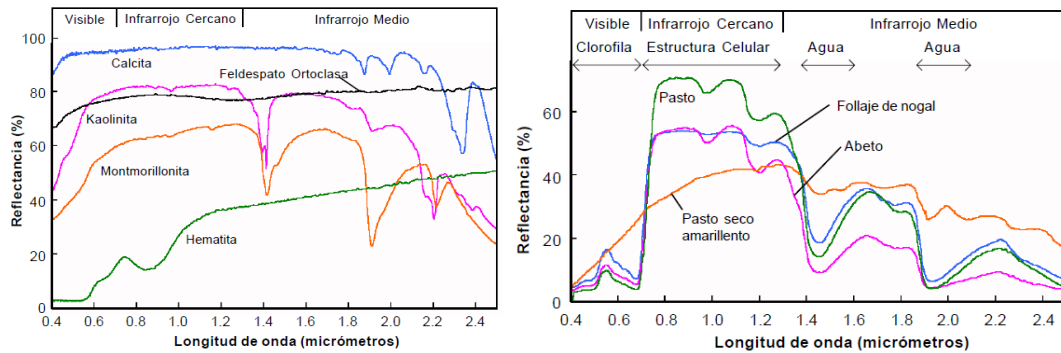 Visible
Infrarrojo Cercano
Infrarrojo Medio
100
80
60
40
20
0
Reflectancia (%)
Calcita
Feldespato Ortoclasa
Kaolinita
Montmorillonita
Hematita
0.4 0.6 0.8 1.0 1.2 1.4 1.6 1.8 2.0 2.2 2.4
Longitud de onda (micrómetros)
Visible
Infrarrojo Cercano
Infrarrojo Medio
Clorofila
Estructura Celular
Agua
Agua
60
40
20
0
Reflectancia (%)
Pasto
Follaje de nogal
Abeto
Pasto seco
amarillento
0.4 0.6 0.8 1.0 1.2 1.4 1.6 1.8 2.0 2.2 2.4
Longitud de onda (micrómetros)